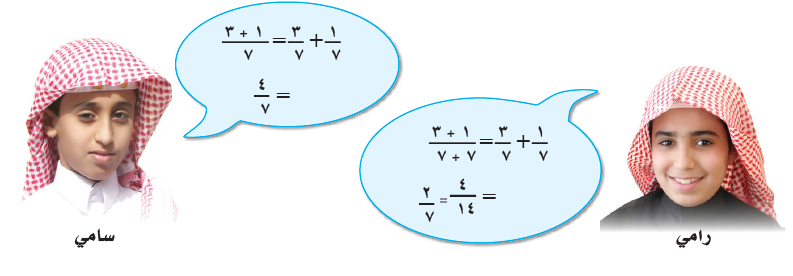 ١/٧ + ٣/٧ = (١ + ٣)/٧
= ٤/٧
١/٧ + ٣/٧ = (١ + ٣)/(٧ + ٧)
= ٤/١٤ = ٢/٧
رامي
سامي